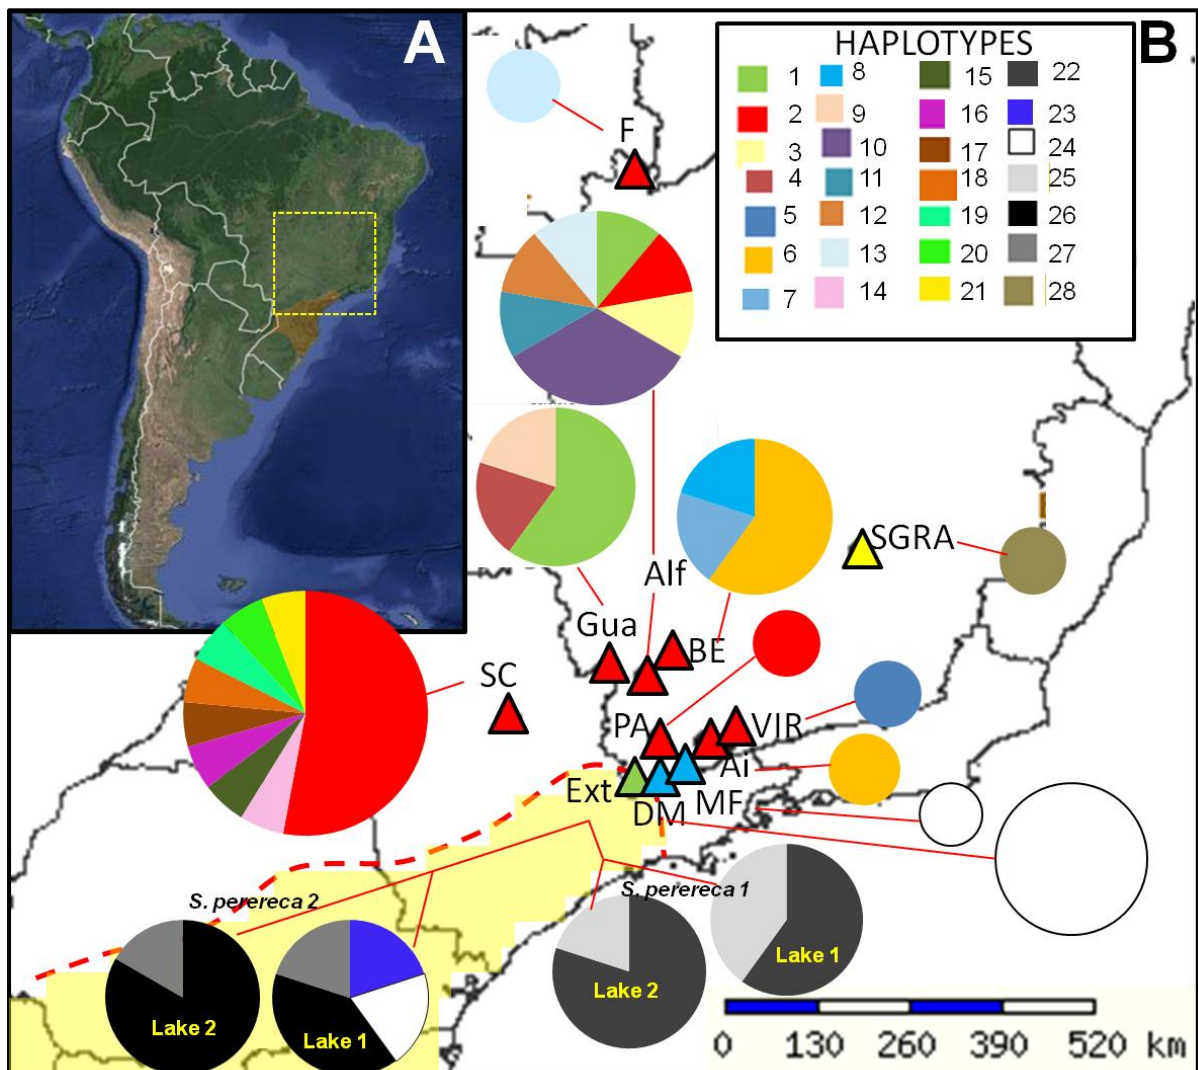 A
B
HAPLOTYPES
1 8 15 22
2 9 16 23
3 10 17 24
4 11 18 25
5 12 19 26
6 13 20 27
7 14 21 28
F
SGRA
Alf
Gua
BE
SC
PA
VIR
Ai
Ext
DM
MF
S. perereca 2
S. perereca 1
Lake 1
Lake 2
Lake 2
Lake 1
0 130 260 390 520 km